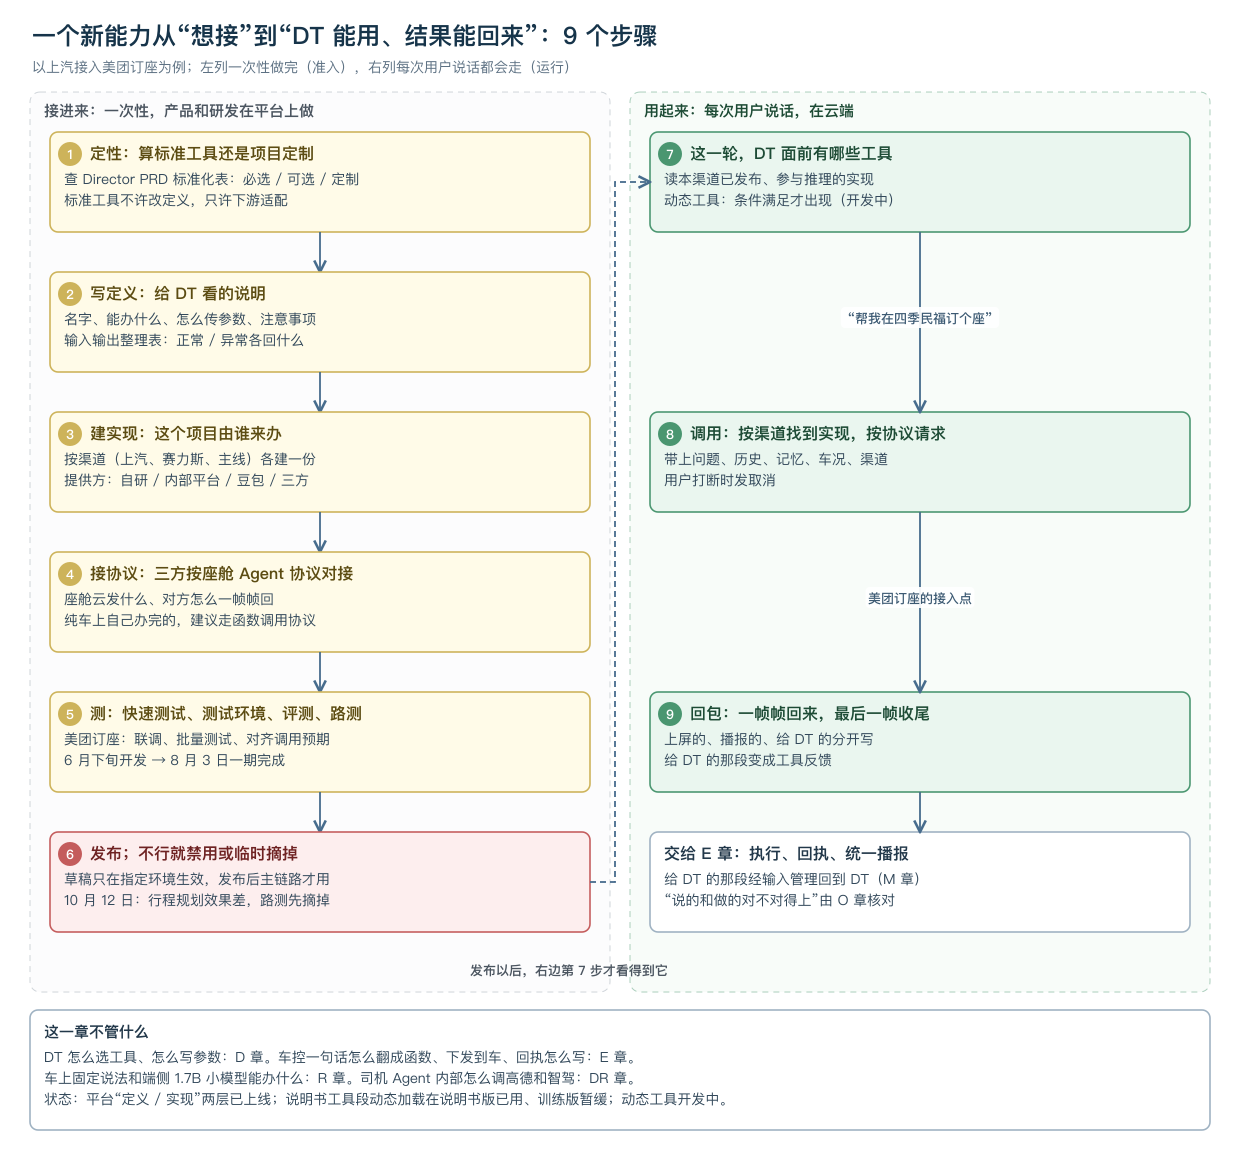 一个新能力从“想接”到“DT 能用、结果能回来”：9 个步骤
以上汽接入美团订座为例；左列一次性做完（准入），右列每次用户说话都会走（运行）
接进来：一次性，产品和研发在平台上做
1 定性：算标准工具还是项目定制
查 Director PRD 标准化表：必选 / 可选 / 定制
标准工具不许改定义，只许下游适配
2 写定义：给 DT 看的说明
名字、能办什么、怎么传参数、注意事项
输入输出整理表：正常 / 异常各回什么
3 建实现：这个项目由谁来办
按渠道（上汽、赛力斯、主线）各建一份
提供方：自研 / 内部平台 / 豆包 / 三方
4 接协议：三方按座舱 Agent 协议对接
座舱云发什么、对方怎么一帧帧回
纯车上自己办完的，建议走函数调用协议
5 测：快速测试、测试环境、评测、路测
美团订座：联调、批量测试、对齐调用预期
6 月下旬开发 → 8 月 3 日一期完成
6 发布；不行就禁用或临时摘掉
草稿只在指定环境生效，发布后主链路才用
10 月 12 日：行程规划效果差，路测先摘掉
用起来：每次用户说话，在云端
7 这一轮，DT 面前有哪些工具
读本渠道已发布、参与推理的实现
动态工具：条件满足才出现（开发中）
“帮我在四季民福订个座”
8 调用：按渠道找到实现，按协议请求
带上问题、历史、记忆、车况、渠道
用户打断时发取消
美团订座的接入点
9 回包：一帧帧回来，最后一帧收尾
上屏的、播报的、给 DT 的分开写
给 DT 的那段变成工具反馈
交给 E 章：执行、回执、统一播报
给 DT 的那段经输入管理回到 DT（M 章）
“说的和做的对不对得上”由 O 章核对
发布以后，右边第 7 步才看得到它
这一章不管什么
DT 怎么选工具、怎么写参数：D 章。车控一句话怎么翻成函数、下发到车、回执怎么写：E 章。
车上固定说法和端侧 1.7B 小模型能办什么：R 章。司机 Agent 内部怎么调高德和智驾：DR 章。
状态：平台“定义 / 实现”两层已上线；说明书工具段动态加载在说明书版已用、训练版暂缓；动态工具开发中。